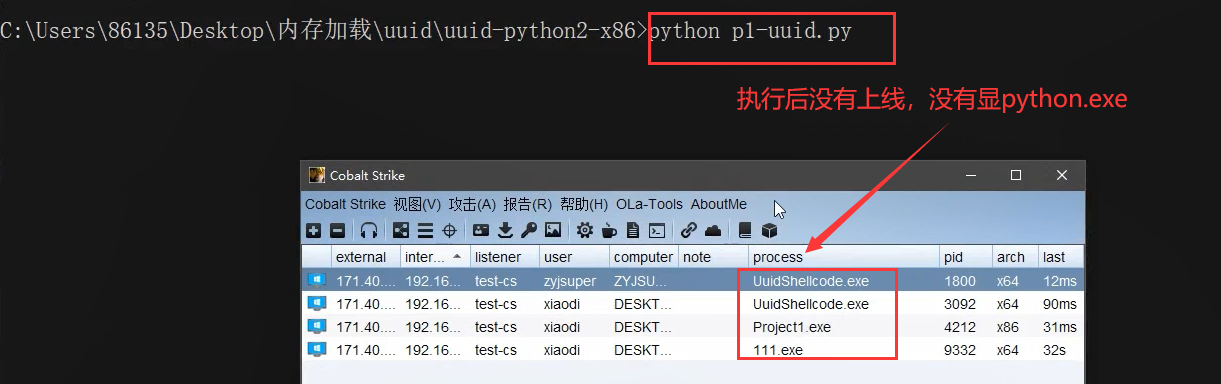 C:\Users\86135\Desktop\内存加载\uuid\uuid-python2-x86>python p1-uuid.py
执行后没有上线，没有显python.exe
Cobalt Strike
Cobalt Strike 视图(V) 攻击(A) 报告(R) 帮助(H) OLa-Tools AboutMe
external inter... listener user computer note process pid arch last
171.40.... 192.16... test-cs zyjsuper ZYJSU... UuidShellcode.exe 1800 x64 12ms
171.40.... 192.16... test-cs xiaodi DESKT... UuidShellcode.exe 3092 x64 90ms
171.40.... 192.16... test-cs xiaodi DESKT... Project1.exe 4212 x86 31ms
171.40.... 192.16... test-cs xiaodi DESKT... 111.exe 9332 x64 32s